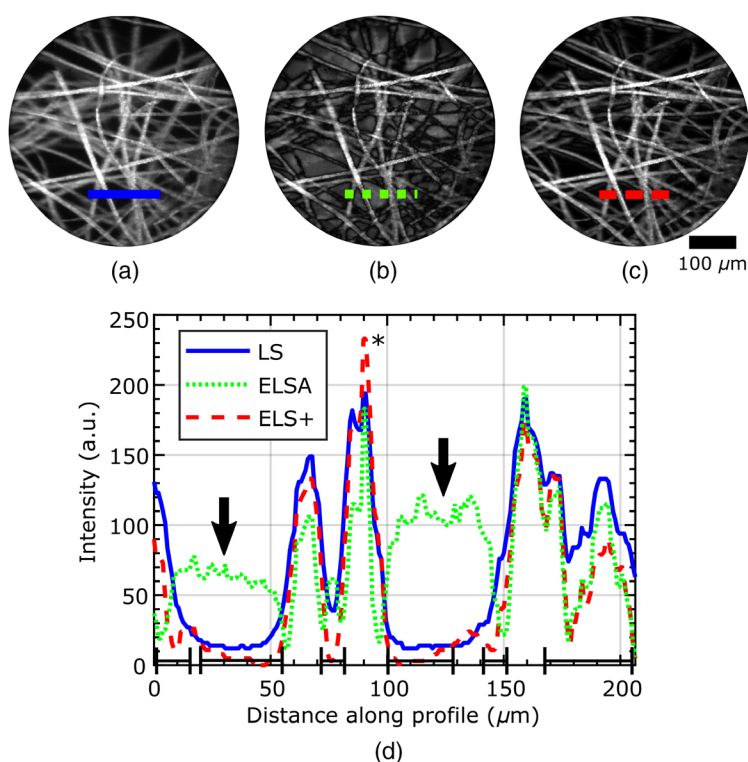 (a)
(b)
(c)
100 μm
250
200
150
100
50
0
Intensity (a.u.)
LS
ELSA
ELS+
*
0
50
100
150
200
Distance along profile (μm)
(d)